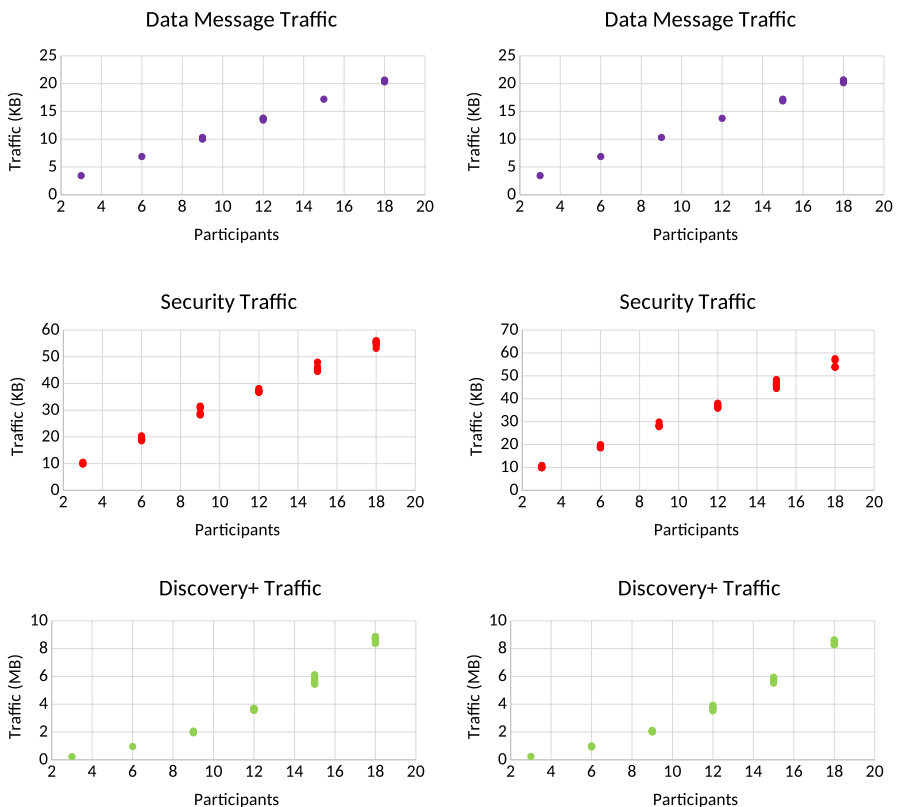 Data Message Traffic
25
20
15
10
5
0
Traffic (KB)
2 4 6 8 10 12 14 16 18 20
Participants
Data Message Traffic
25
20
15
10
5
0
Traffic (KB)
2 4 6 8 10 12 14 16 18 20
Participants
Security Traffic
60
50
40
30
20
10
0
Traffic (KB)
2 4 6 8 10 12 14 16 18 20
Participants
Security Traffic
70
60
50
40
30
20
10
0
Traffic (KB)
2 4 6 8 10 12 14 16 18 20
Participants
Discovery+ Traffic
10
8
6
4
2
0
Traffic (MB)
2 4 6 8 10 12 14 16 18 20
Participants
Discovery+ Traffic
10
8
6
4
2
0
Traffic (MB)
2 4 6 8 10 12 14 16 18 20
Participants